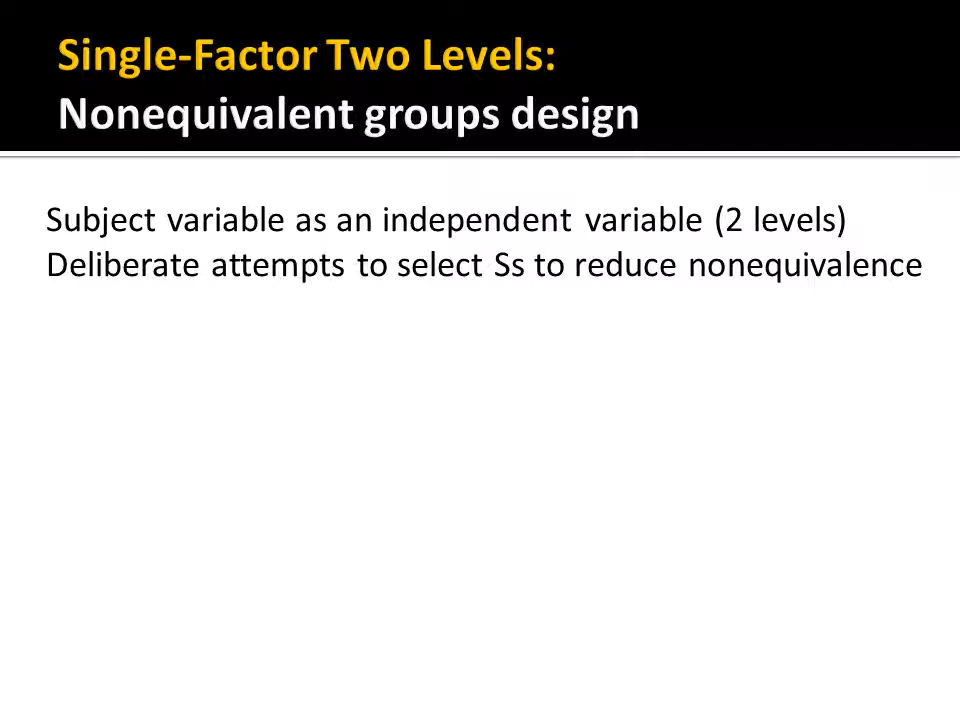 Single-Factor Two Levels:
Nonequivalent groups design
Subject variable as an independent variable (2 levels)
Deliberate attempts to select Ss to reduce nonequivalence